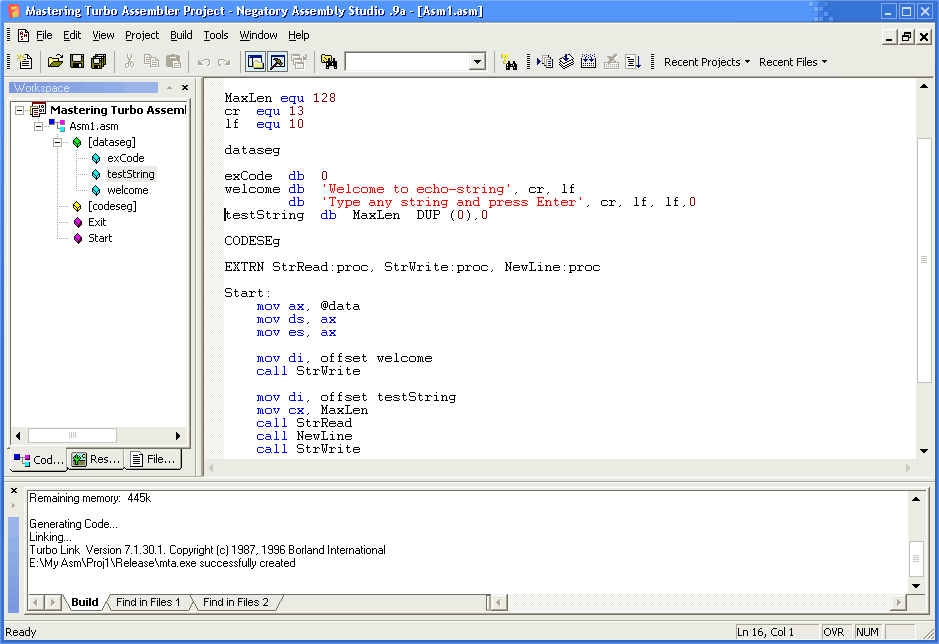 Mastering Turbo Assembler Project - Negatory Assembly Studio .9a - [Asm1.asm]
File Edit View Project Build Tools Window Help
Recent Projects Recent Files
Workspace
Mastering Turbo Assembl
Asm1.asm
[dataseg]
exCode
testString
welcome
[codeseg]
Exit
Start
Cod... Res... File...
MaxLen equ 128
cr equ 13
lf equ 10
dataseg
exCode db 0
welcome db 'Welcome to echo-string', cr, lf
db 'Type any string and press Enter', cr, lf, lf,0
testString db MaxLen DUP (0),0
CODESEg
EXTRN StrRead:proc, StrWrite:proc, NewLine:proc
Start:
mov ax, @data
mov ds, ax
mov es, ax
mov di, offset welcome
call StrWrite
mov di, offset testString
mov cx, MaxLen
call StrRead
call NewLine
call StrWrite
Remaining memory: 445k
Generating Code...
Linking...
Turbo Link Version 7.1.30.1. Copyright (c) 1987, 1996 Borland International
E:\My Asm\Proj1\Release\mta.exe successfully created
Build Find in Files 1 Find in Files 2
Ready Ln 16, Col 1 OVR NUM